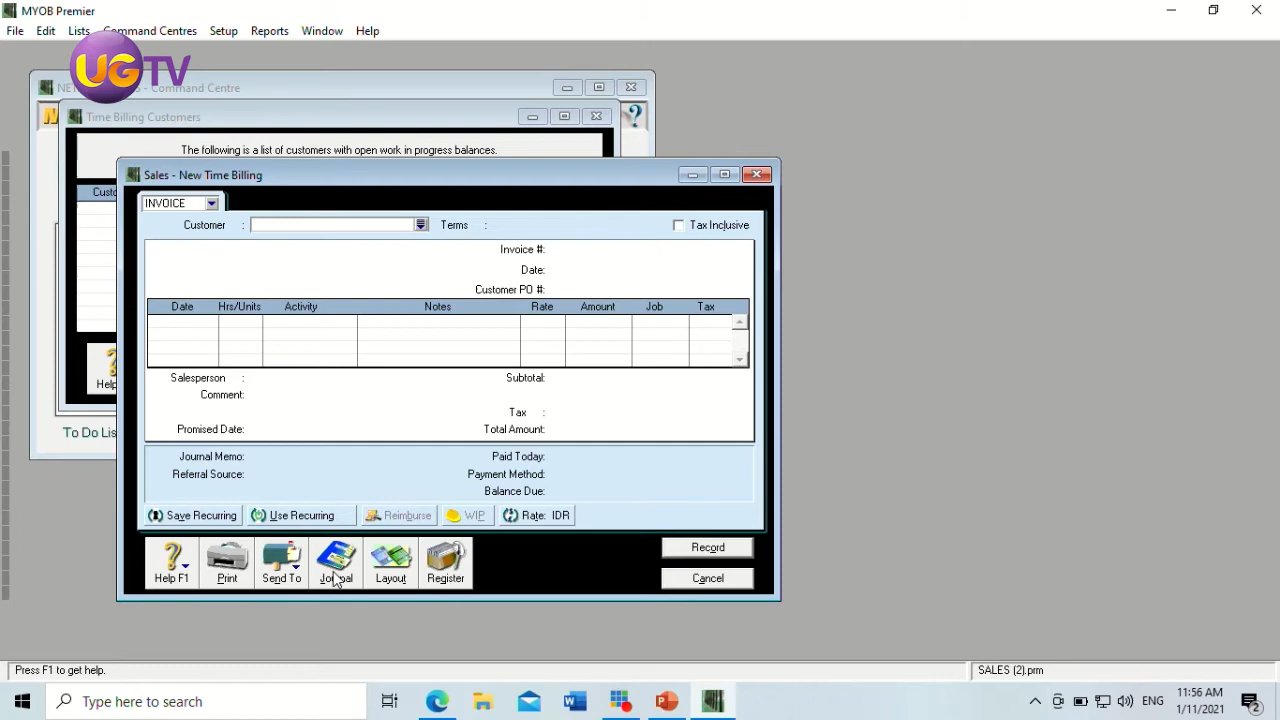 MYOB Premier
File Edit Lists Command Centres Setup Reports Window Help
UGTV
- Command Centre
Time Billing Customers
The following is a list of customers with open work in progress balances.
Sales - New Time Billing
INVOICE
Customer : Terms : Tax Inclusive
Invoice #:
Date:
Customer PO #:
Date Hrs/Units Activity Notes Rate Amount Job Tax
Salesperson : Subtotal:
Comment:
Tax :
Promised Date: Total Amount:
To Do Lis
Journal Memo: Paid Today:
Referral Source: Payment Method:
Balance Due:
Save Recurring Use Recurring Reimburse WIP Rate: IDR
Record
Help F1 Print Send To Journal Layout Register Cancel
Press F1 to get help. SALES (2).prm
Type here to search
ENG
11:56 AM
1/11/2021
2